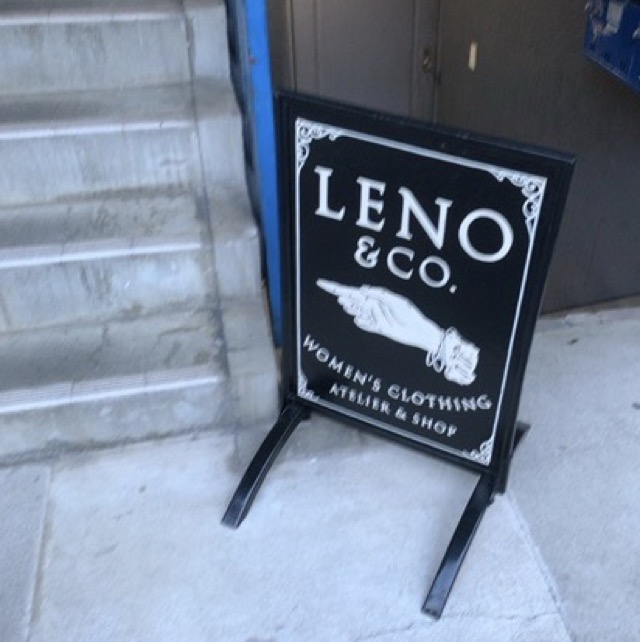 LENO
& CO.
WOMEN'S CLOTHING
ATELIER & SHOP